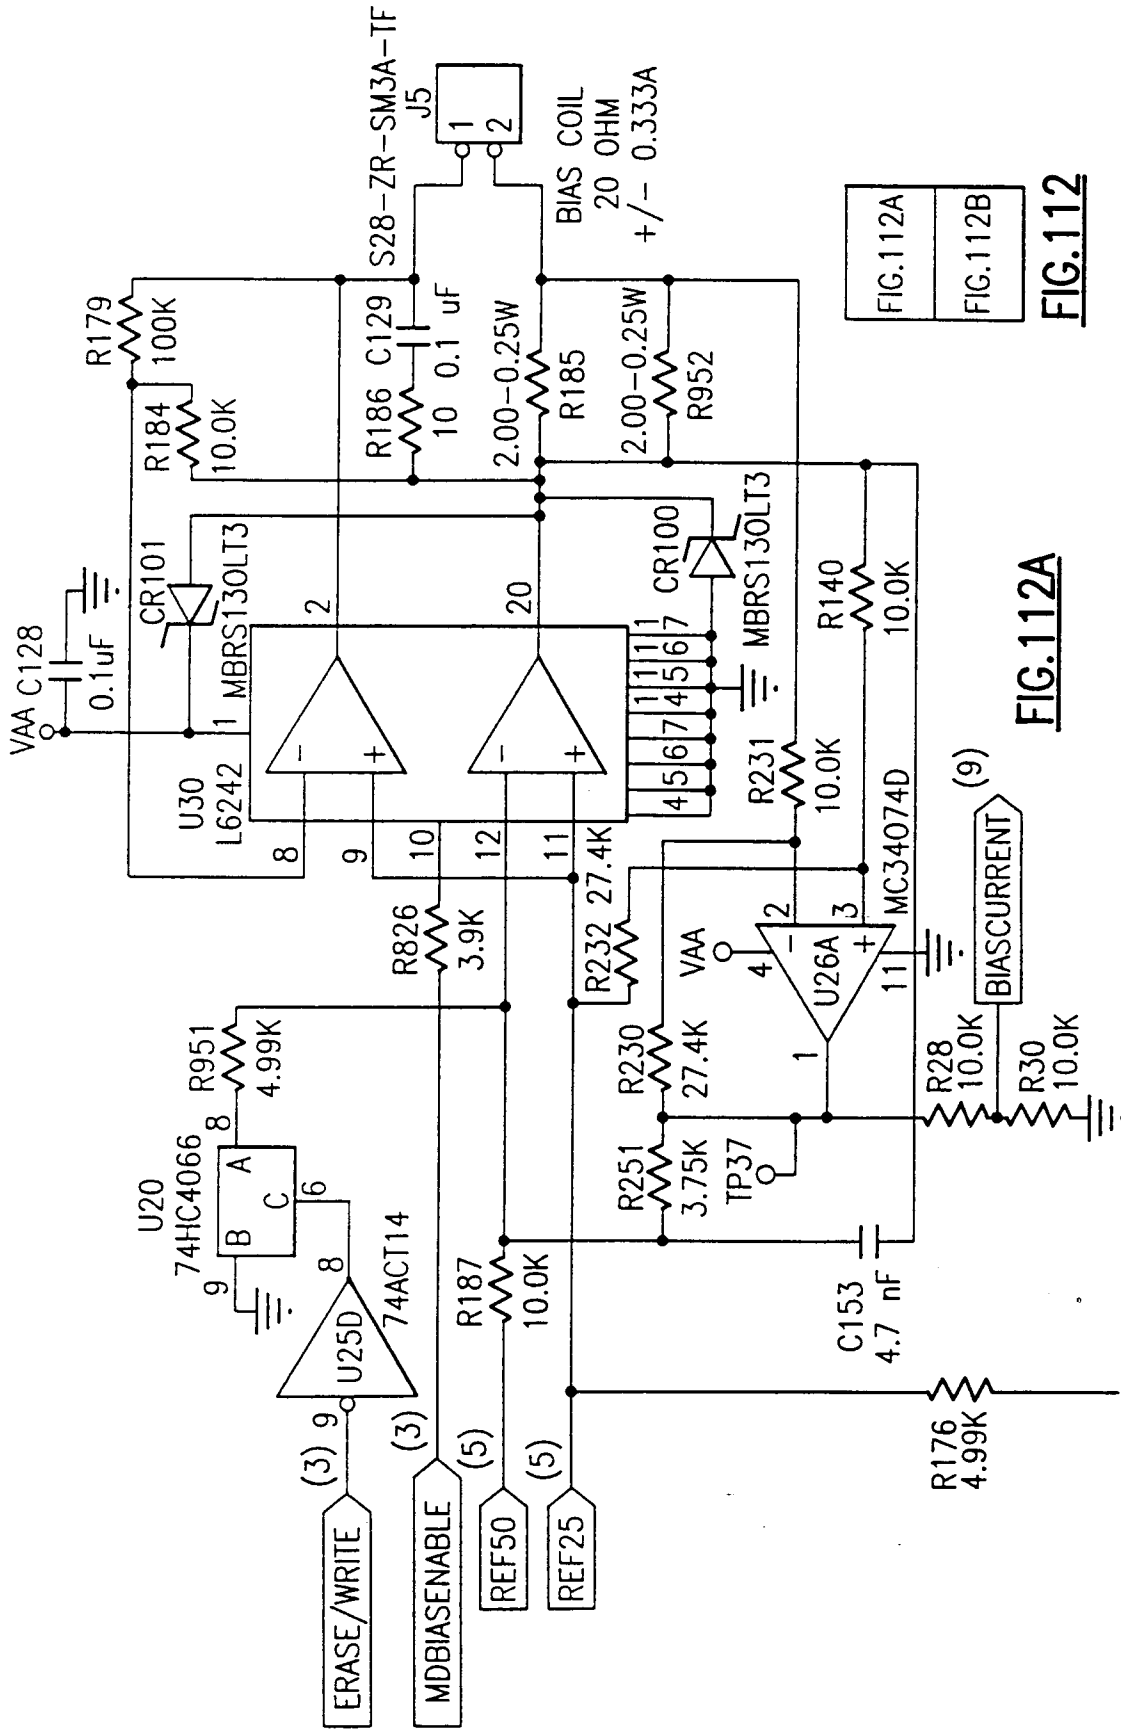 VAA
C128
0.1uF
CR101
MBRS130LT3
U30
L6242
1
R184
10.0K
R179
100K
S28-ZR-SM3A-TF
J5
1
2
BIAS COIL
20 OHM
+/- 0.333A
R186
10
C129
0.1 uF
2.00-0.25W
R185
2.00-0.25W
R952
2
20
8
9
10
12
11
-
+
-
+
4 5 6 7 14 15 16 17
CR100
MBRS130LT3
U20
74HC4066
9
B
A
C
8
6
R951
4.99K
R826
3.9K
(3)
9
U25D
8
74ACT14
ERASE/WRITE
(3)
MDBIASENABLE
(5)
REF50
(5)
REF25
R187
10.0K
R232
27.4K
R230
27.4K
R251
3.75K
TP37
R231
10.0K
R140
10.0K
VAA
4
2
3
-
+
U26A
1
11
MC34074D
BIASCURRENT
(9)
R28
10.0K
R30
10.0K
C153
4.7 nF
R176
4.99K
FIG.112A
FIG.112A
FIG.112B
FIG.112